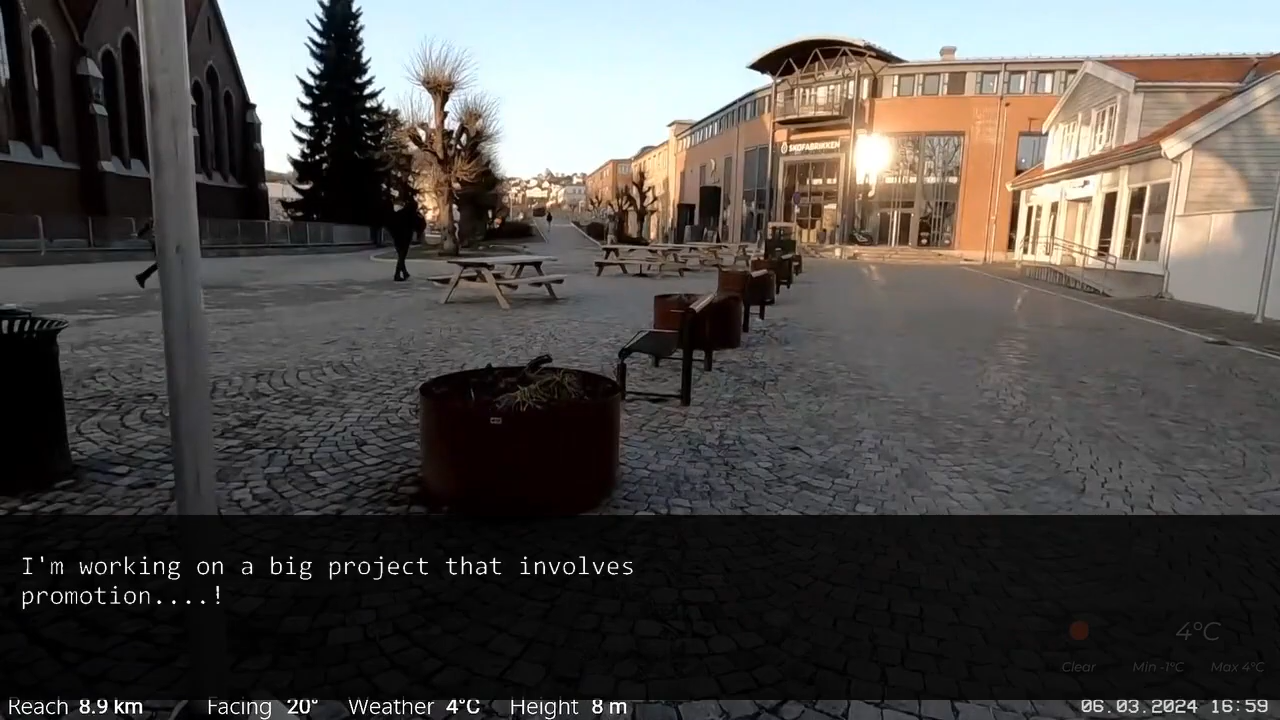 SKOFABRIKKEN
I'm working on a big project that involves
promotion....!
4°C
Clear Min -1°C Max 4°C
Reach 8.9 km Facing 20° Weather 4°C Height 8 m 06.03.2024 16:59